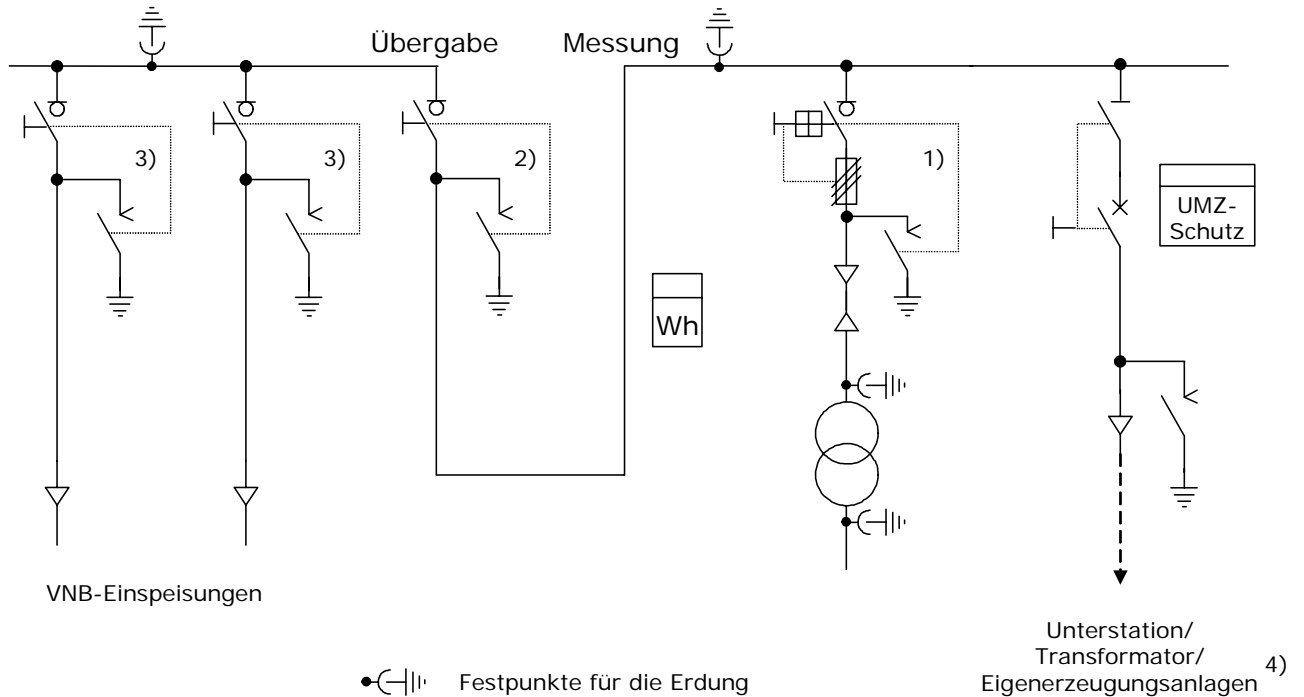 Übergabe
Messung
3)
3)
2)
1)
UMZ-
Schutz
Wh
VNB-Einspeisungen
Unterstation/
Transformator/
Eigenerzeugungsanlagen 4)
Festpunkte für die Erdung